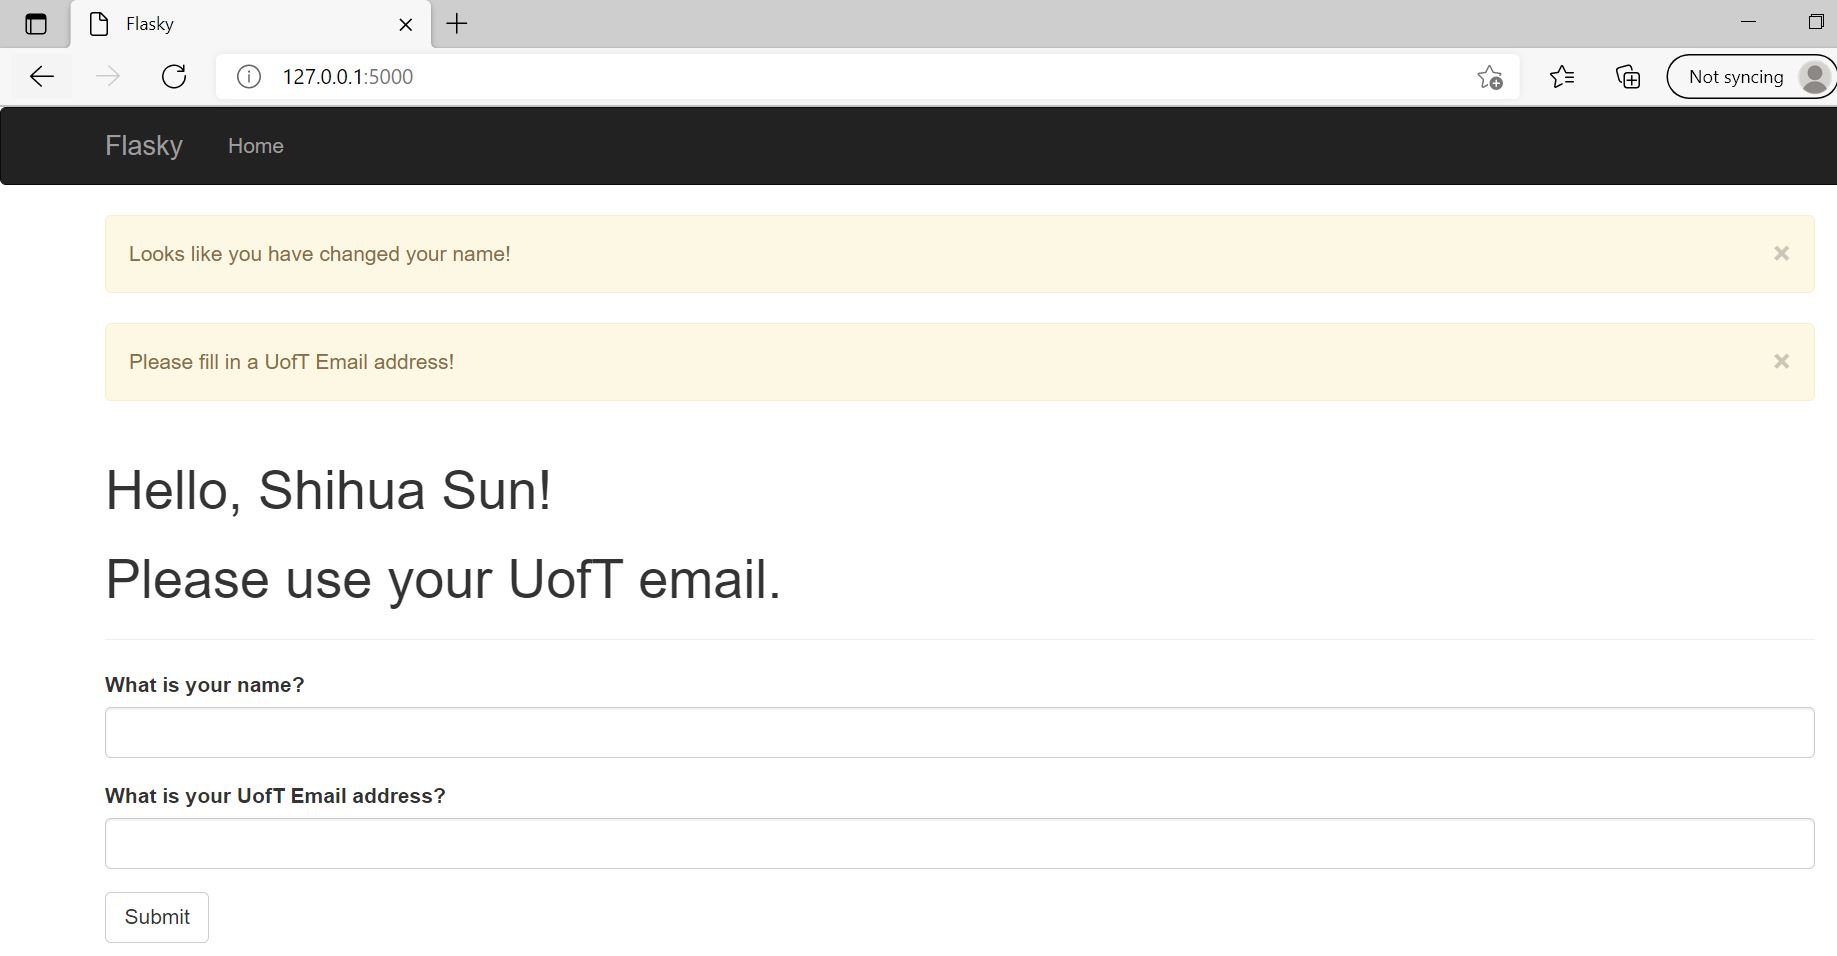 Flasky
127.0.0.1:5000
Not syncing
Flasky Home
Looks like you have changed your name! ×
Please fill in a UofT Email address! ×
Hello, Shihua Sun!
Please use your UofT email.
What is your name?
What is your UofT Email address?
Submit